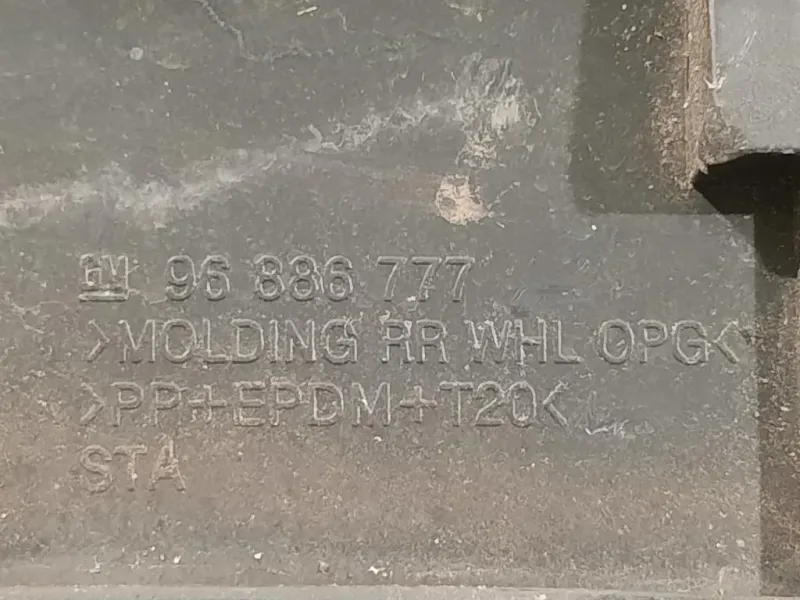 GM 96 886 777
>MOLDING RR WHL OPG<
>PP+EPDM+T20<
STA